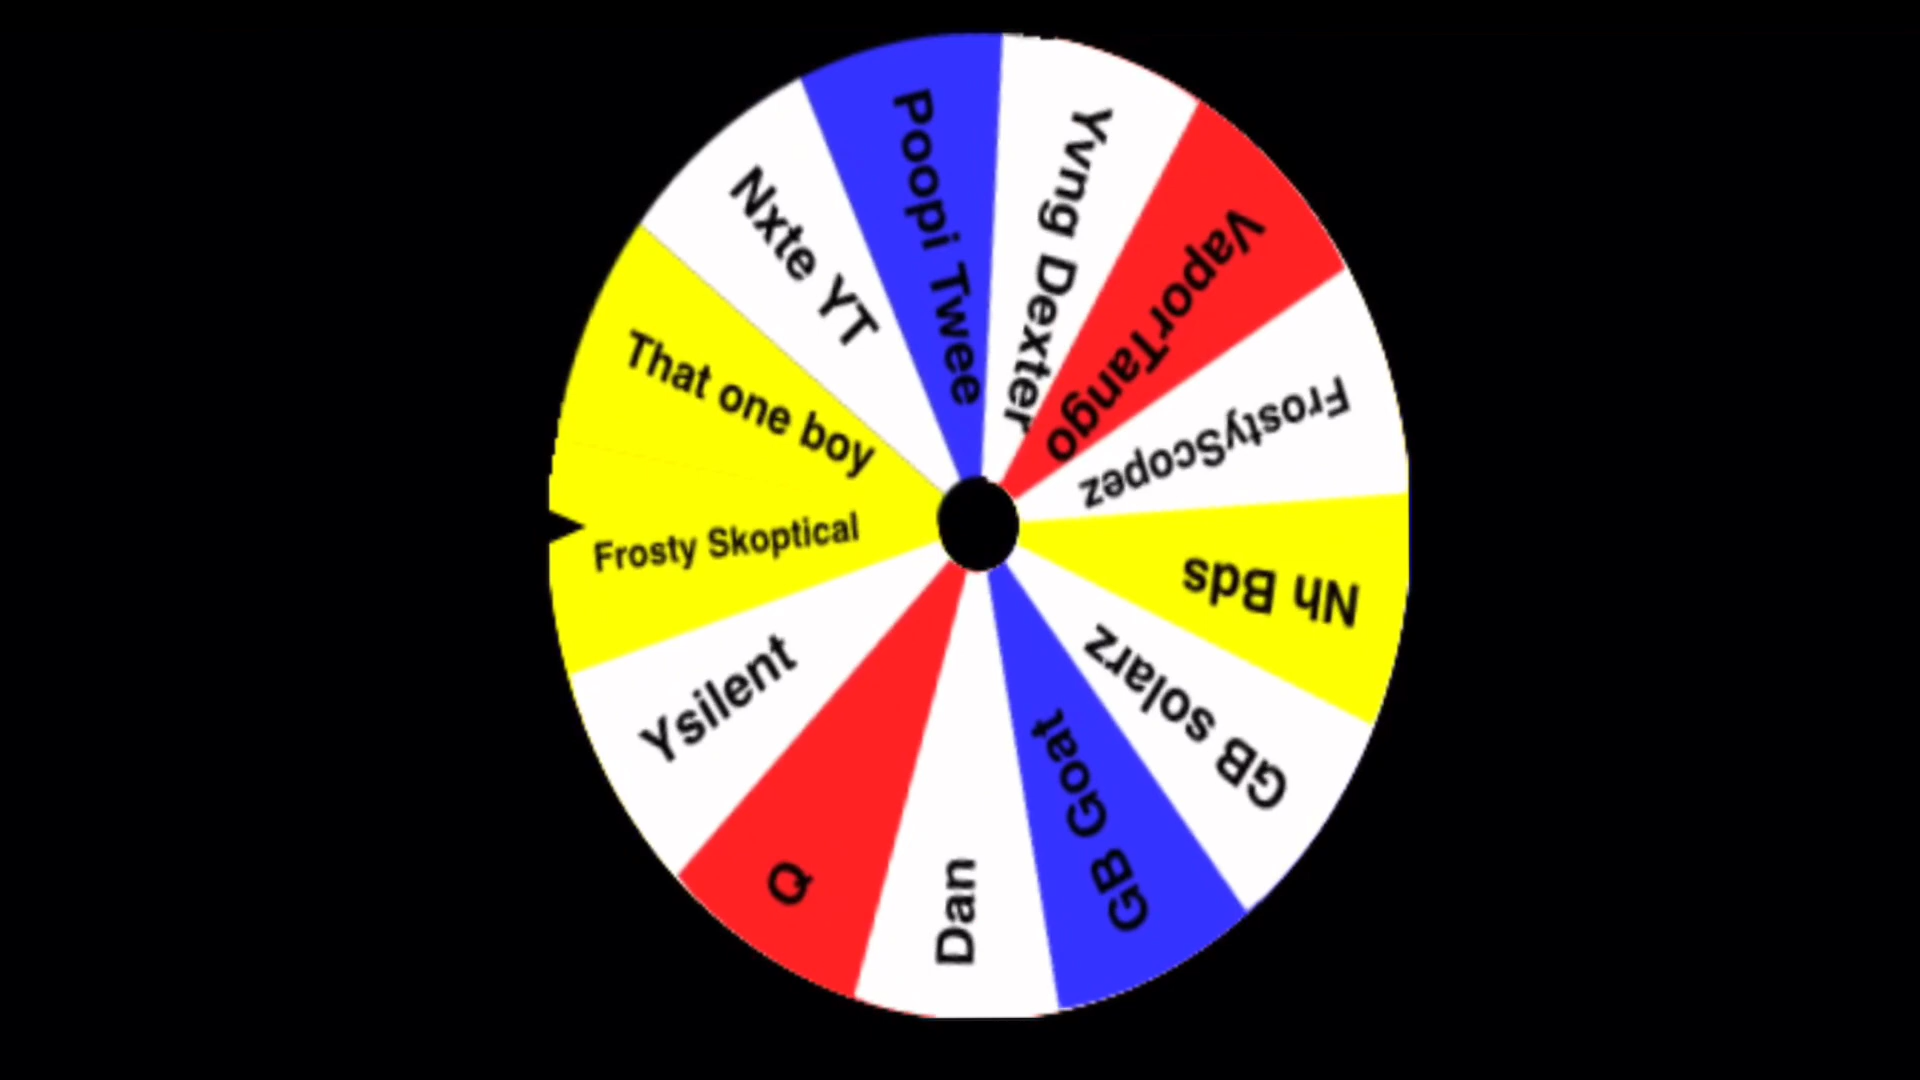 Poopi Twee
Yvng Dexter
VaporTango
FrostyScopez
Nh Bds
GB solarz
GB Goat
Dan
Q
Ysilent
Frosty Skoptical
That one boy
Nxte YT